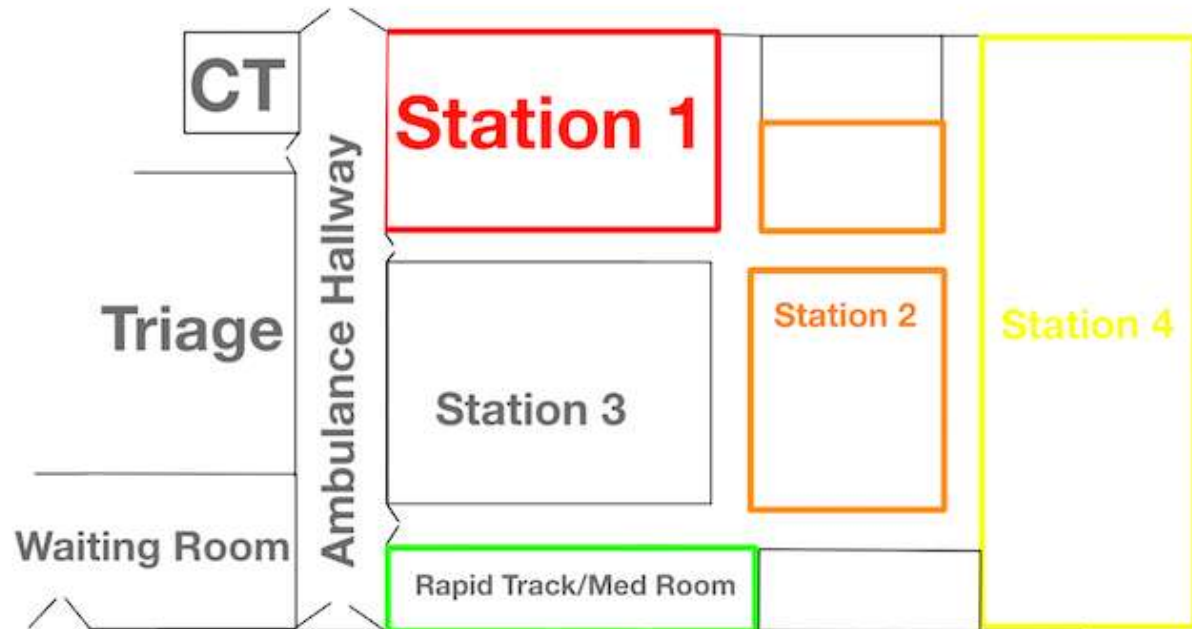 CT
Station 1
Ambulance Hallway
Triage
Station 2
Station 4
Station 3
Waiting Room
Rapid Track/Med Room